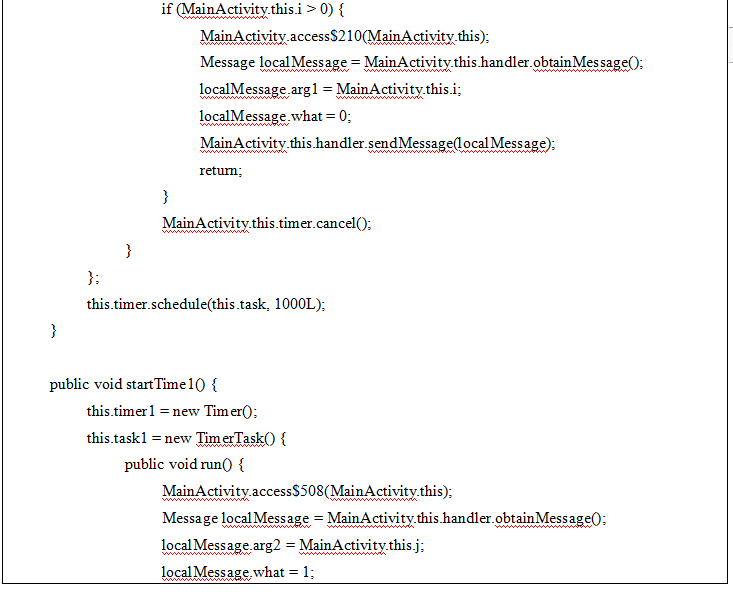 if (MainActivity.this.i > 0) {
MainActivity.access$210(MainActivity.this);
Message localMessage = MainActivity.this.handler.obtainMessage();
localMessage.arg1 = MainActivity.this.i;
localMessage.what = 0;
MainActivity.this.handler.sendMessage(localMessage);
return;
}
MainActivity.this.timer.cancel();
}
};
this.timer.schedule(this.task, 1000L);
}
public void startTime1() {
this.timer1 = new Timer();
this.task1 = new TimerTask() {
public void run() {
MainActivity.access$508(MainActivity.this);
Message localMessage = MainActivity.this.handler.obtainMessage();
localMessage.arg2 = MainActivity.this.j;
localMessage.what = 1;